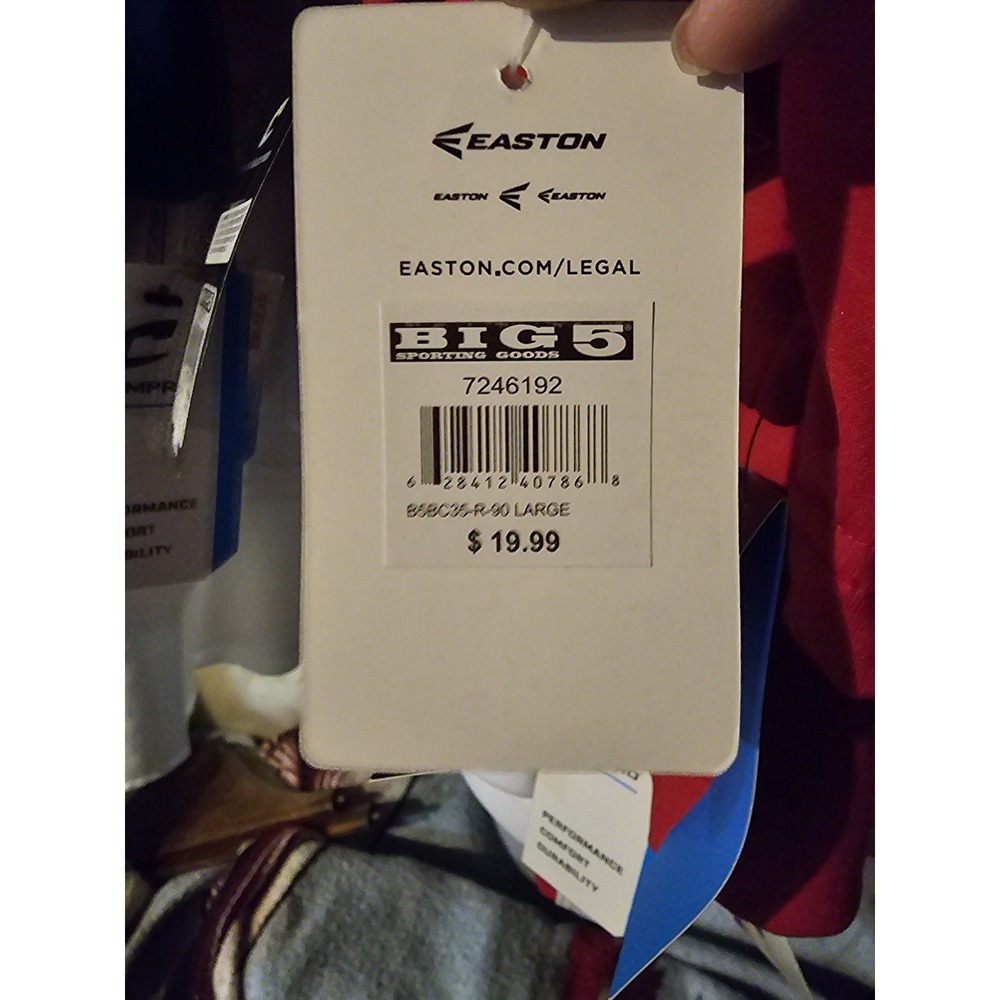 EASTON
EASTON EASTON
EASTON.COM/LEGAL
BIG 5®
SPORTING GOODS
7246192
6 28412 40786 8
B5BC35-R-90 LARGE
$ 19.99
PERFORMANCE
COMFORT
DURABILITY